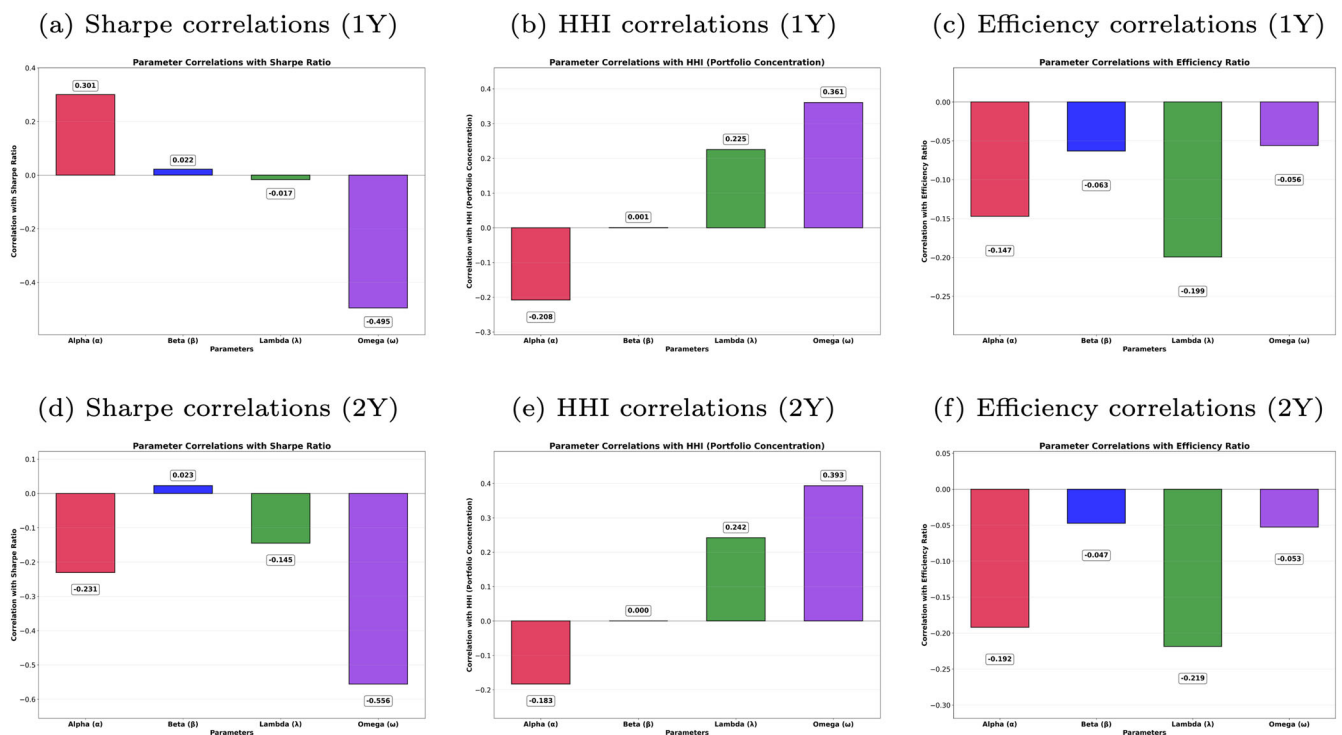 (a) Sharpe correlations (1Y)
Parameter Correlations with Sharpe Ratio
Correlation with Sharpe Ratio
0.4
0.2
0.0
−0.2
−0.4
0.301
0.022
-0.017
-0.495
Alpha (α)
Beta (β)
Lambda (λ)
Omega (ω)
Parameters
(b) HHI correlations (1Y)
Parameter Correlations with HHI (Portfolio Concentration)
Correlation with HHI (Portfolio Concentration)
0.4
0.3
0.2
0.1
0.0
−0.1
−0.2
−0.3
-0.208
0.001
0.225
0.361
Alpha (α)
Beta (β)
Lambda (λ)
Omega (ω)
Parameters
(c) Efficiency correlations (1Y)
Parameter Correlations with Efficiency Ratio
Correlation with Efficiency Ratio
0.00
−0.05
−0.10
−0.15
−0.20
−0.25
-0.147
-0.063
-0.199
-0.056
Alpha (α)
Beta (β)
Lambda (λ)
Omega (ω)
Parameters
(d) Sharpe correlations (2Y)
Parameter Correlations with Sharpe Ratio
Correlation with Sharpe Ratio
0.1
0.0
−0.1
−0.2
−0.3
−0.4
−0.5
−0.6
-0.231
0.023
-0.145
-0.556
Alpha (α)
Beta (β)
Lambda (λ)
Omega (ω)
Parameters
(e) HHI correlations (2Y)
Parameter Correlations with HHI (Portfolio Concentration)
Correlation with HHI (Portfolio Concentration)
0.4
0.3
0.2
0.1
0.0
−0.1
−0.2
-0.183
0.000
0.242
0.393
Alpha (α)
Beta (β)
Lambda (λ)
Omega (ω)
Parameters
(f) Efficiency correlations (2Y)
Parameter Correlations with Efficiency Ratio
Correlation with Efficiency Ratio
0.05
0.00
−0.05
−0.10
−0.15
−0.20
−0.25
−0.30
-0.192
-0.047
-0.219
-0.053
Alpha (α)
Beta (β)
Lambda (λ)
Omega (ω)
Parameters